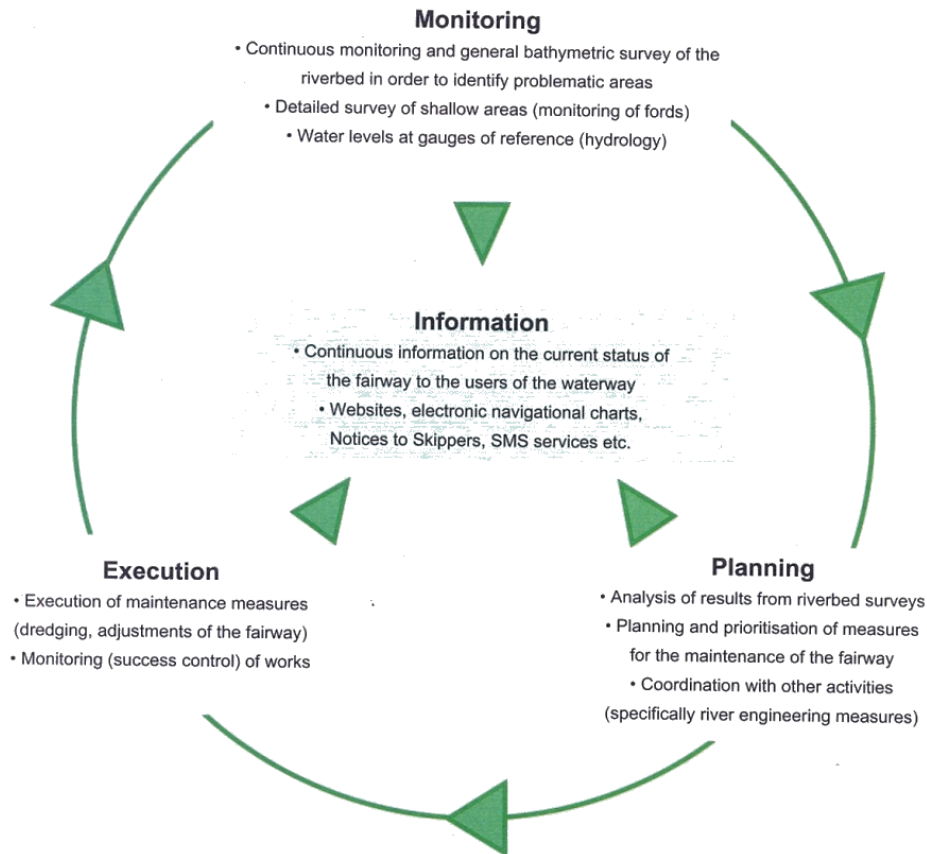 Monitoring
• Continuous monitoring and general bathymetric survey of the
riverbed in order to identify problematic areas
• Detailed survey of shallow areas (monitoring of fords)
• Water levels at gauges of reference (hydrology)
Information
• Continuous information on the current status of
the fairway to the users of the waterway
• Websites, electronic navigational charts,
Notices to Skippers, SMS services etc.
Execution
• Execution of maintenance measures
(dredging, adjustments of the fairway)
• Monitoring (success control) of works
Planning
• Analysis of results from riverbed surveys
• Planning and prioritisation of measures
for the maintenance of the fairway
• Coordination with other activities
(specifically river engineering measures)